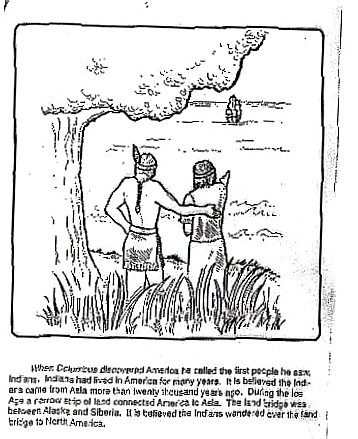 When Columbus discovered America he called the first people he saw,
Indians. Indians had lived in America for many years. It is believed the Indi-
ans came from Asia more than twenty thousand years ago. During the Ice
Age a narrow strip of land connected America to Asia. The land bridge was
between Alaska and Siberia. It is believed the Indians wandered over the land
bridge to North America.